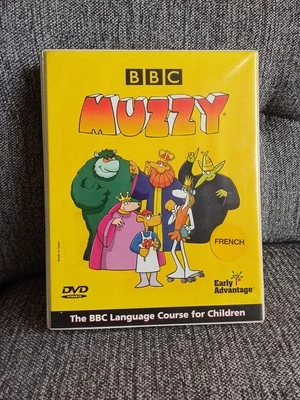 BBC
MUZZY®
FRENCH
DVD
VIDEO
Early
Advantage®
The BBC Language Course for Children